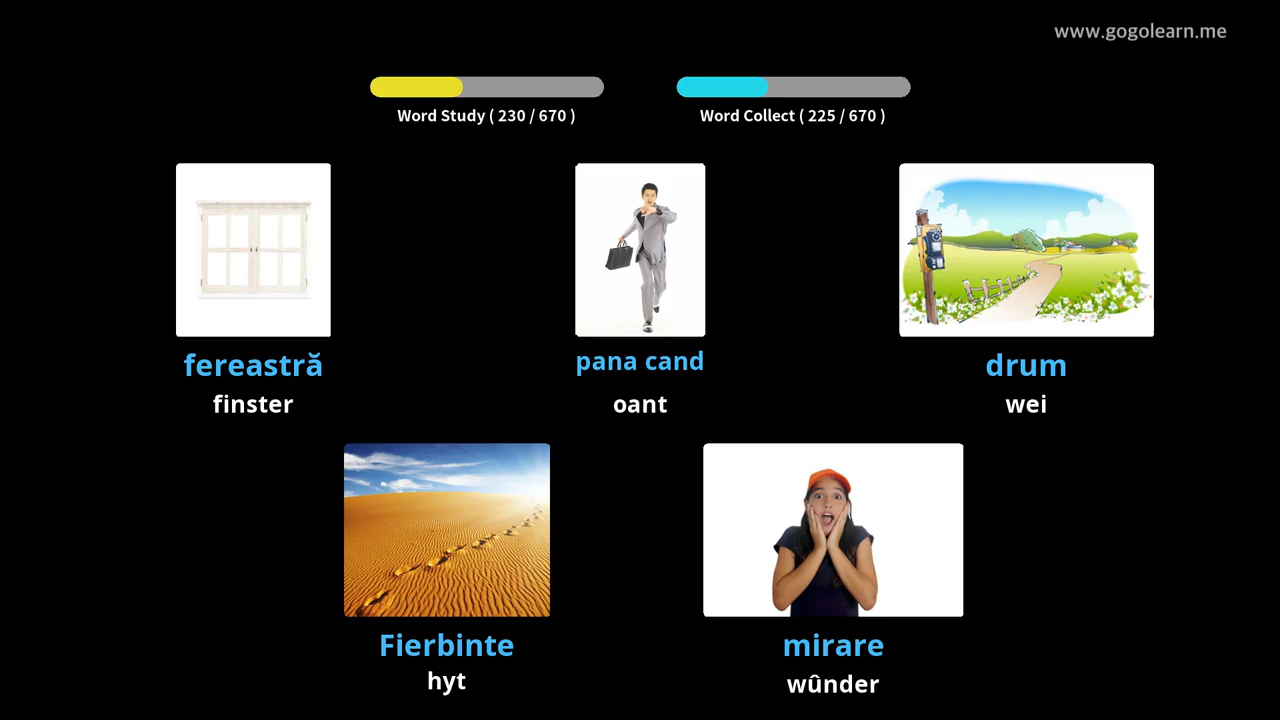 www.gogolearn.me
Word Study ( 230 / 670 )
Word Collect ( 225 / 670 )
fereastră
finster
pana cand
oant
drum
wei
Fierbinte
hyt
mirare
wûnder